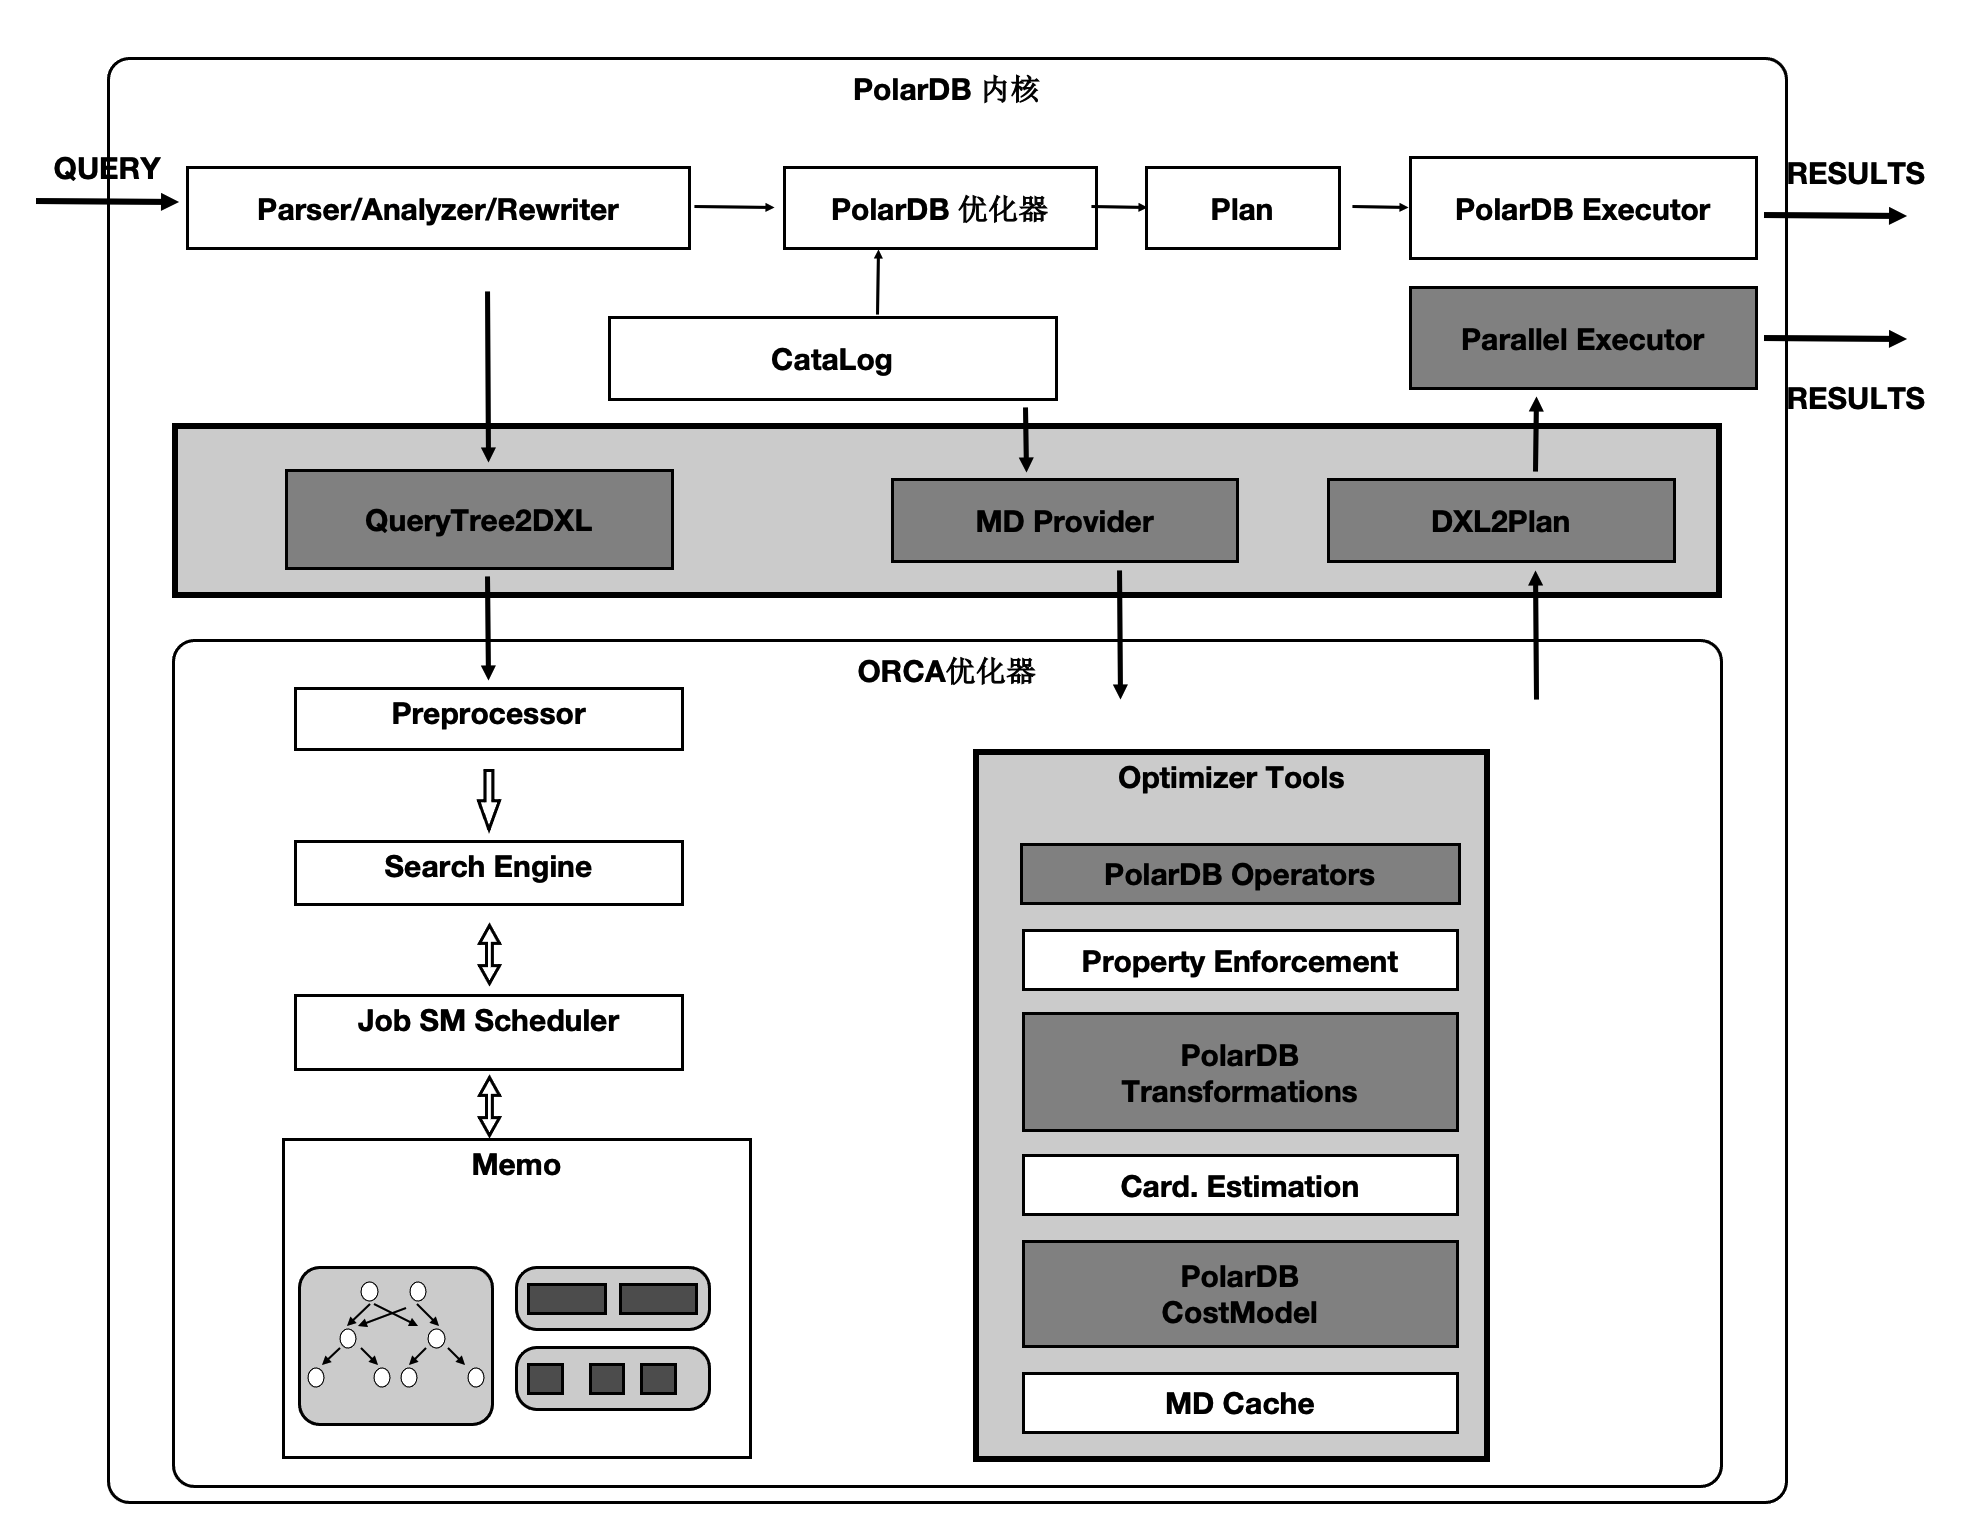 PolarDB 内核
QUERY
Parser/Analyzer/Rewriter
PolarDB 优化器
Plan
PolarDB Executor
RESULTS
CataLog
Parallel Executor
RESULTS
QueryTree2DXL
MD Provider
DXL2Plan
ORCA优化器
Preprocessor
Search Engine
Job SM Scheduler
Memo
Optimizer Tools
PolarDB Operators
Property Enforcement
PolarDB
Transformations
Card. Estimation
PolarDB
CostModel
MD Cache